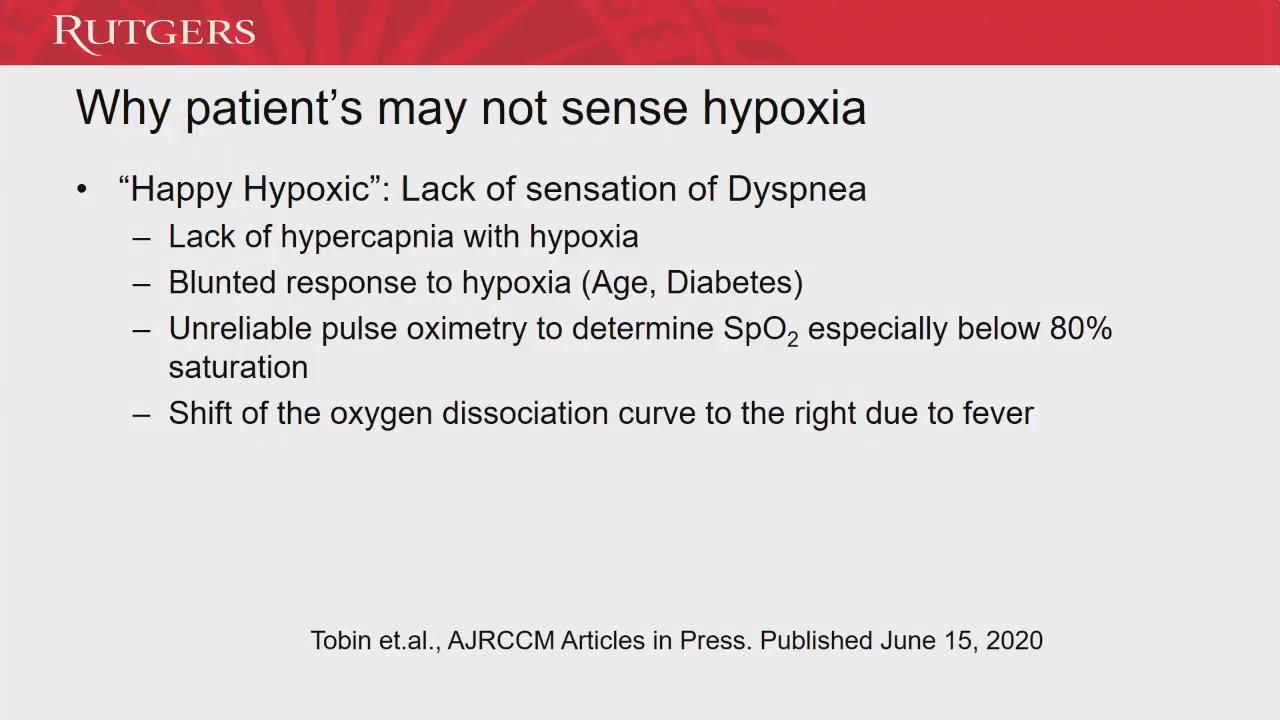 RUTGERS
Why patient’s may not sense hypoxia
• “Happy Hypoxic”: Lack of sensation of Dyspnea
– Lack of hypercapnia with hypoxia
– Blunted response to hypoxia (Age, Diabetes)
– Unreliable pulse oximetry to determine SpO₂ especially below 80%
saturation
– Shift of the oxygen dissociation curve to the right due to fever
Tobin et.al., AJRCCM Articles in Press. Published June 15, 2020